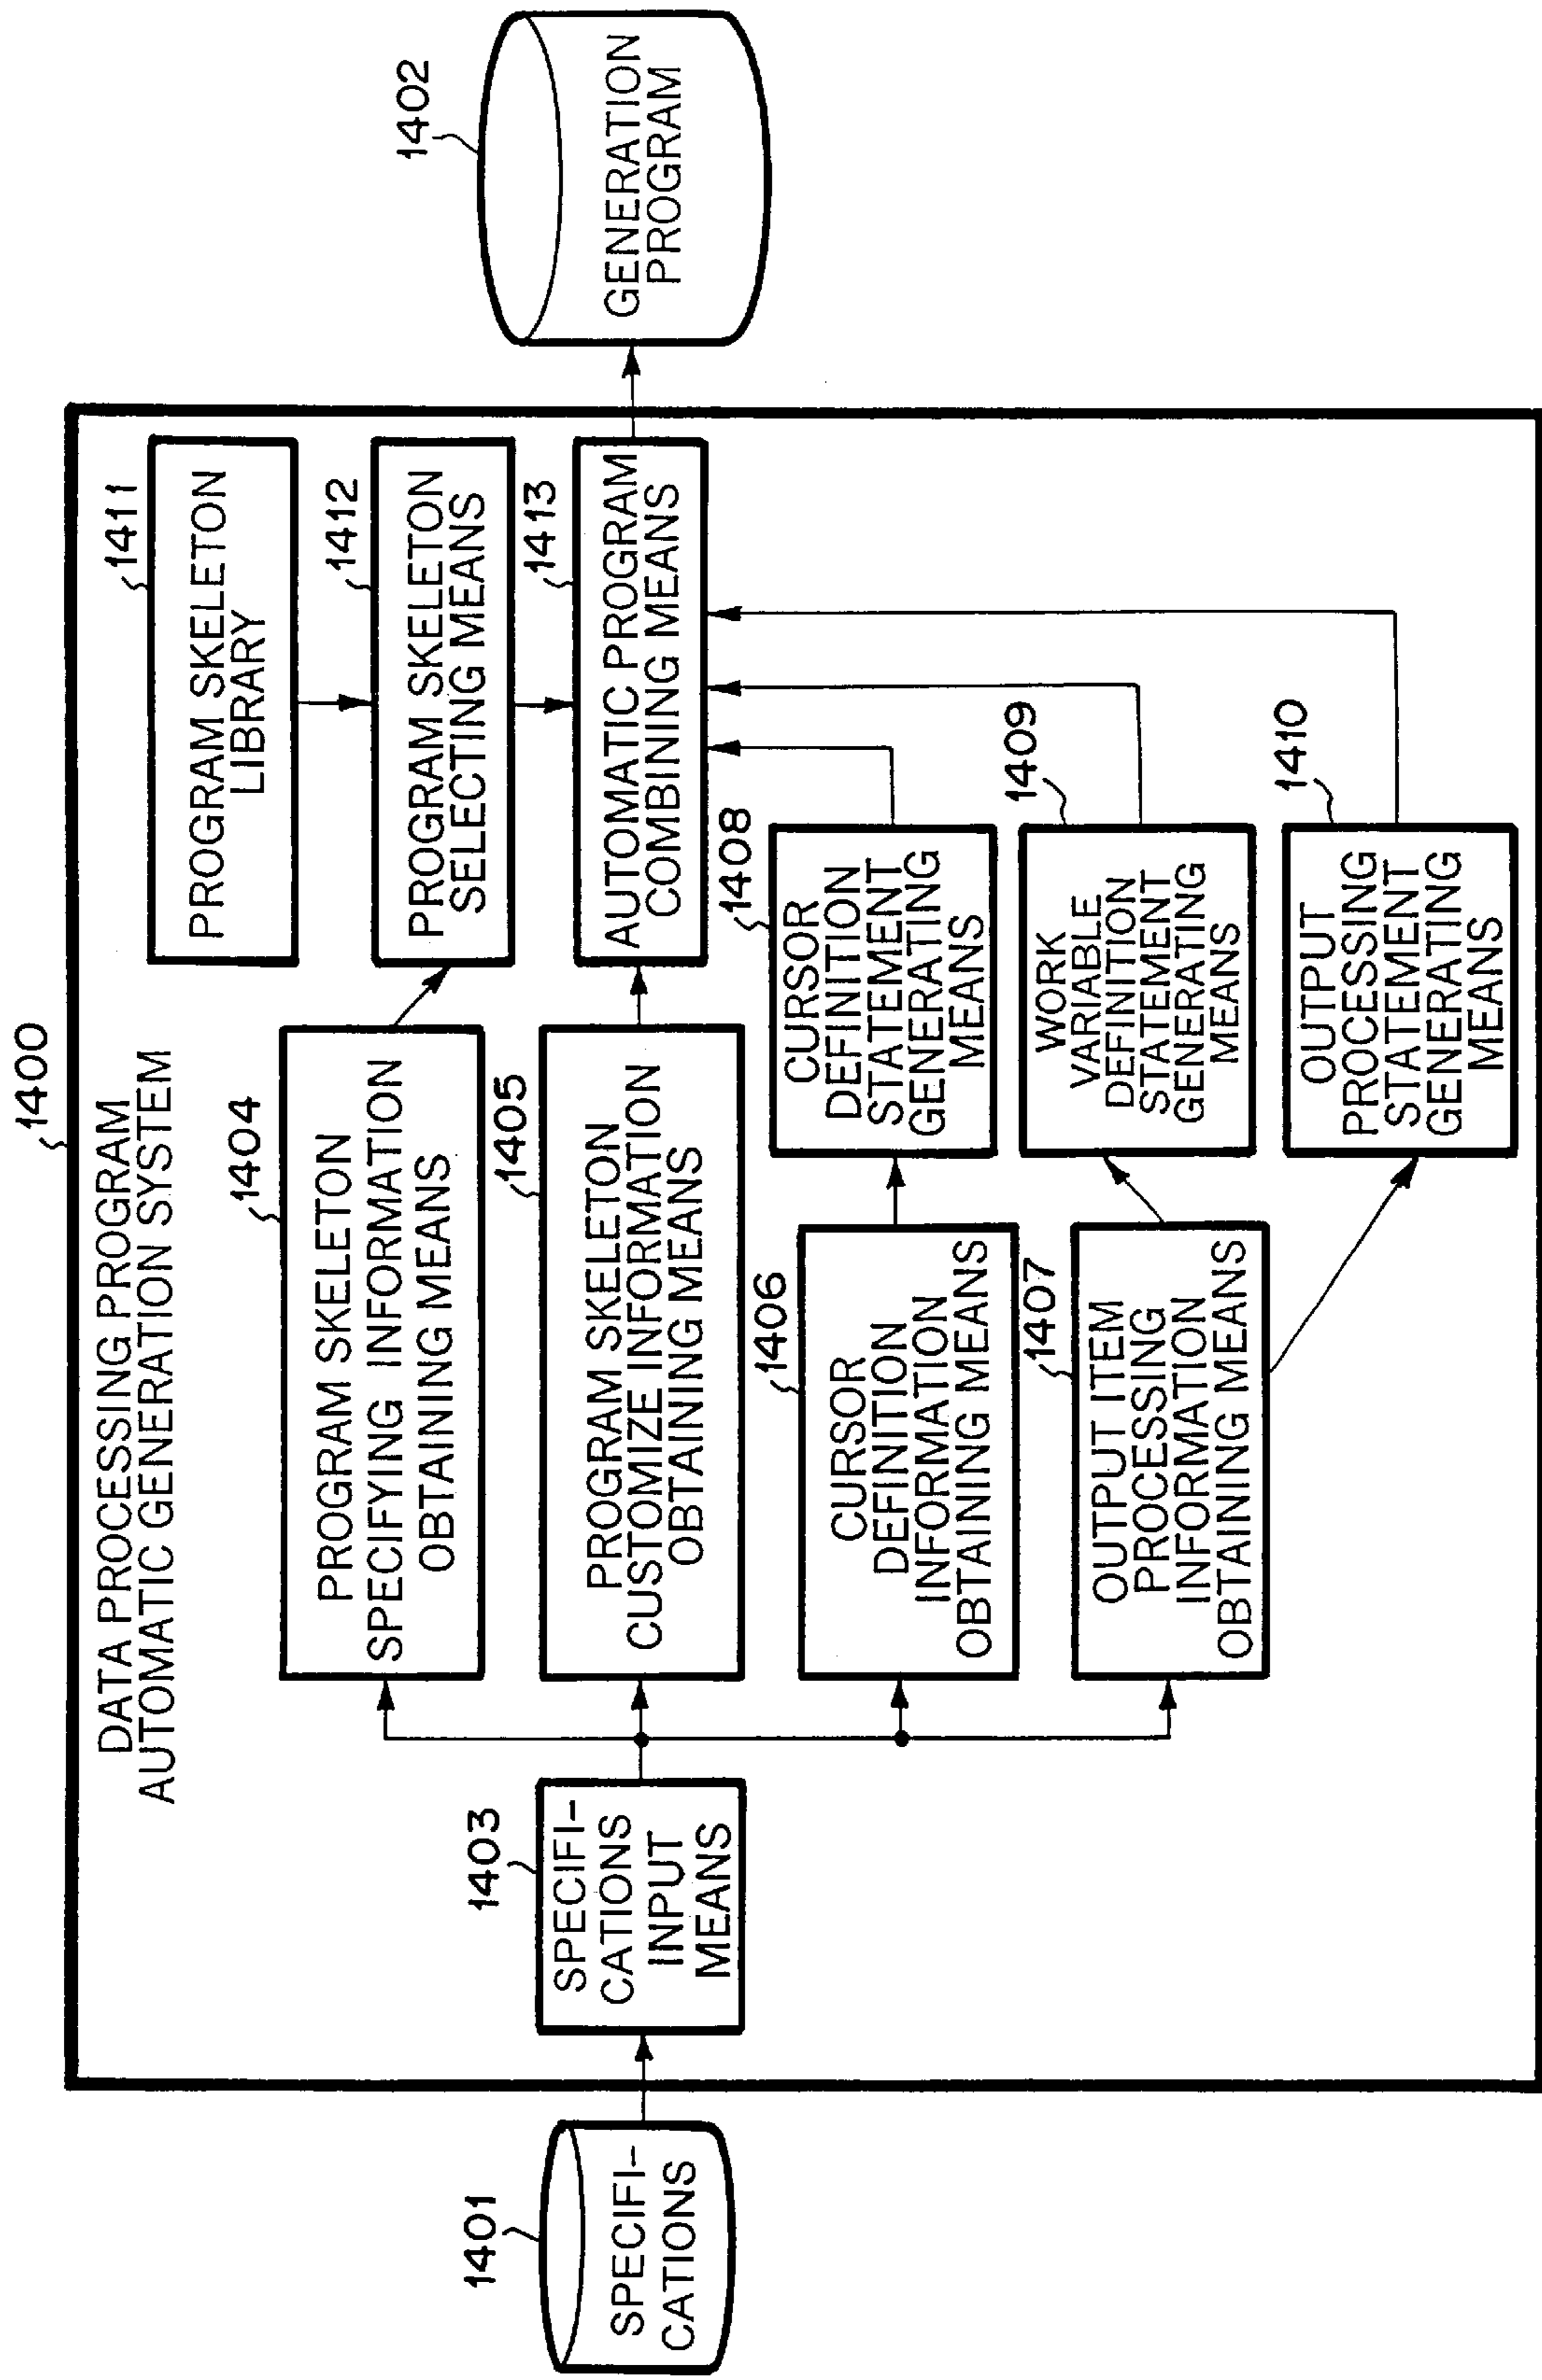 1400
DATA PROCESSING PROGRAM
AUTOMATIC GENERATION SYSTEM
1401
SPECIFI-
CATIONS
1403
SPECIFI-
CATIONS
INPUT
MEANS
1404
PROGRAM SKELETON
SPECIFYING INFORMATION
OBTAINING MEANS
1405
PROGRAM SKELETON
CUSTOMIZE INFORMATION
OBTAINING MEANS
1406
CURSOR
DEFINITION
INFORMATION
OBTAINING MEANS
1407
OUTPUT ITEM
PROCESSING
INFORMATION
OBTAINING MEANS
1408
CURSOR
DEFINITION
STATEMENT
GENERATING
MEANS
1409
WORK
VARIABLE
DEFINITION
STATEMENT
GENERATING
MEANS
1410
OUTPUT
PROCESSING
STATEMENT
GENERATING
MEANS
1411
PROGRAM SKELETON
LIBRARY
1412
PROGRAM SKELETON
SELECTING MEANS
1413
AUTOMATIC PROGRAM
COMBINING MEANS
1402
GENERATION
PROGRAM